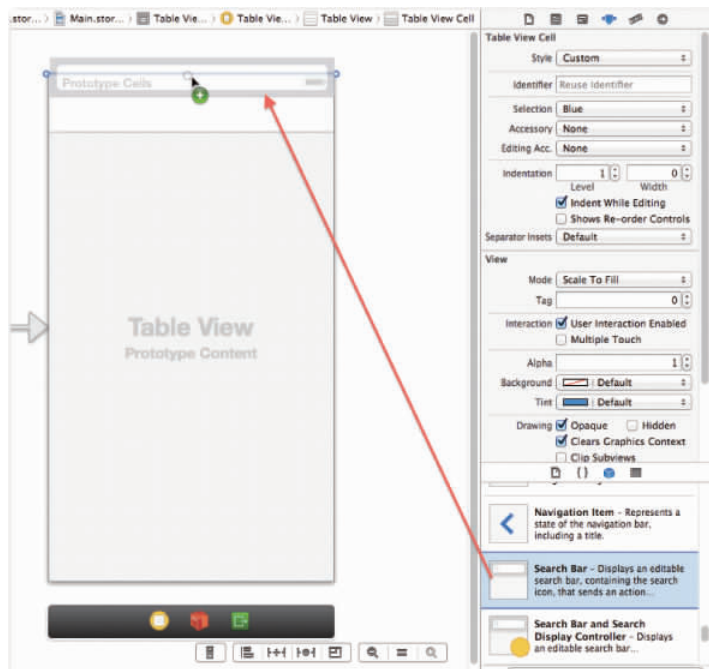 .stor... Main.stor... Table Vie... Table Vie... Table View Table View Cell
Prototype Cells
Table View
Prototype Content
Table View Cell
Style Custom
Identifier Reuse Identifier
Selection Blue
Accessory None
Editing Acc. None
Indentation 1 0
Level Width
Indent While Editing
Shows Re-order Controls
Separator Insets Default
View
Mode Scale To Fill
Tag 0
Interaction User Interaction Enabled
Multiple Touch
Alpha 1
Background Default
Tint Default
Drawing Opaque Hidden
Clears Graphics Context
Clip Subviews
{ }
Navigation Item - Represents a
state of the navigation bar,
including a title.
Search Bar - Displays an editable
search bar, containing the search
icon, that sends an action...
Search Bar and Search
Display Controller - Displays
an editable search bar...